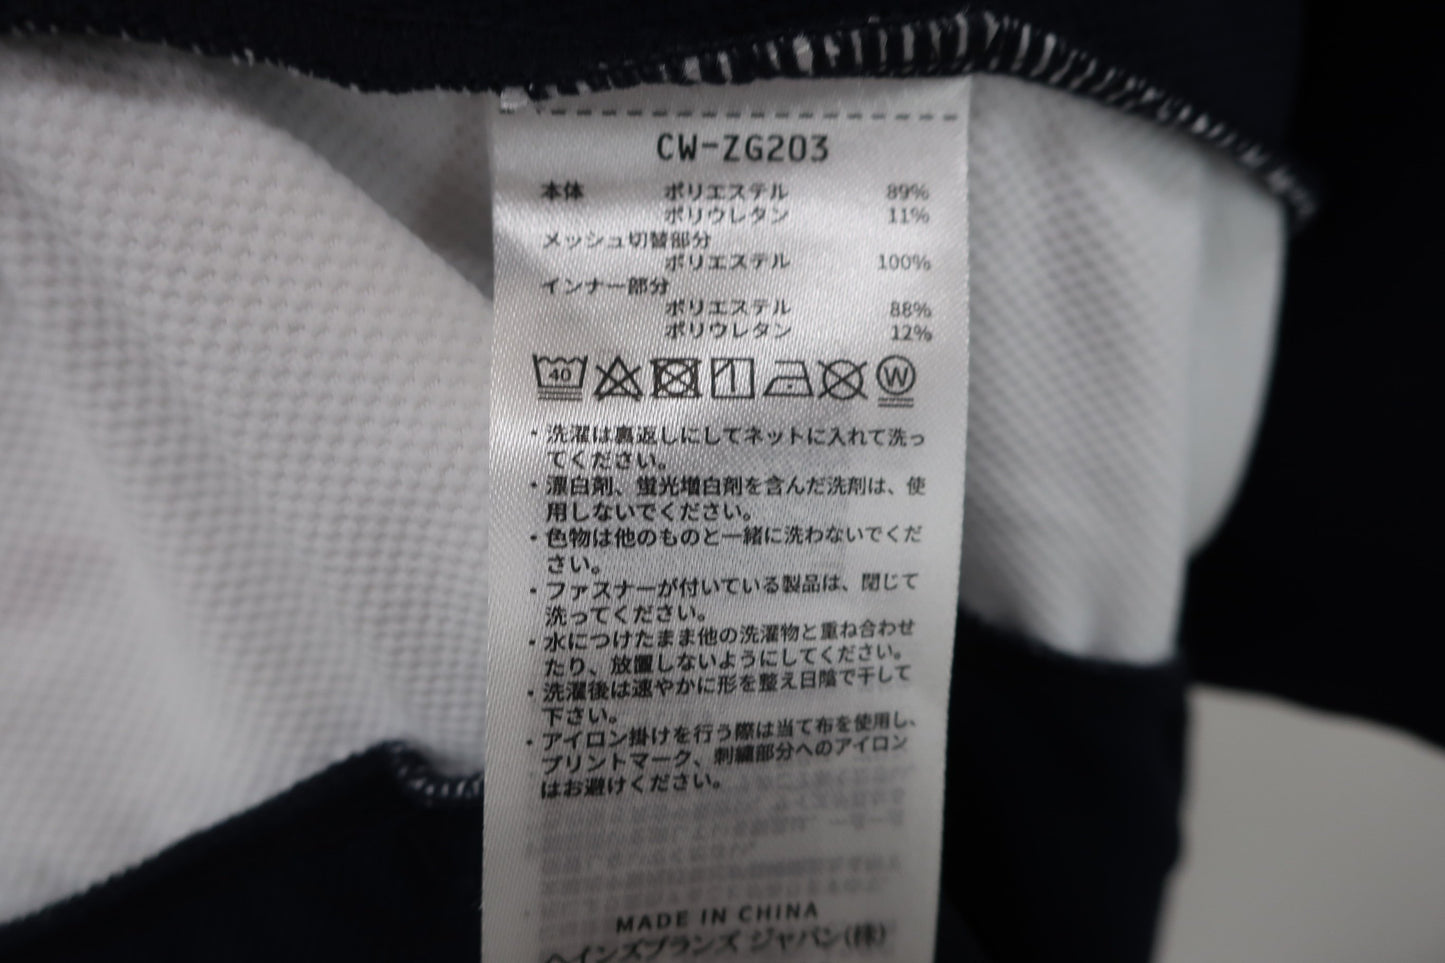 CW-ZG203
本体 ポリエステル 89%
ポリウレタン 11%
メッシュ切替部分
ポリエステル 100%
インナー部分
ポリエステル 88%
ポリウレタン 12%
40 W
・洗濯は裏返しにしてネットに入れて洗っ
てください。
・漂白剤、蛍光増白剤を含んだ洗剤は、使
用しないでください。
・色物は他のものと一緒に洗わないでくだ
さい。
・ファスナーが付いている製品は、閉じて
洗ってください。
・水につけたまま他の洗濯物と重ね合わせ
たり、放置しないようにしてください。
・洗濯後は速やかに形を整え日陰で干して
下さい。
・アイロン掛けを行う際は当て布を使用し、
プリントマーク、刺繍部分へのアイロン
はお避けください。
MADE IN CHINA
ヘインズブランズ ジャパン(株)